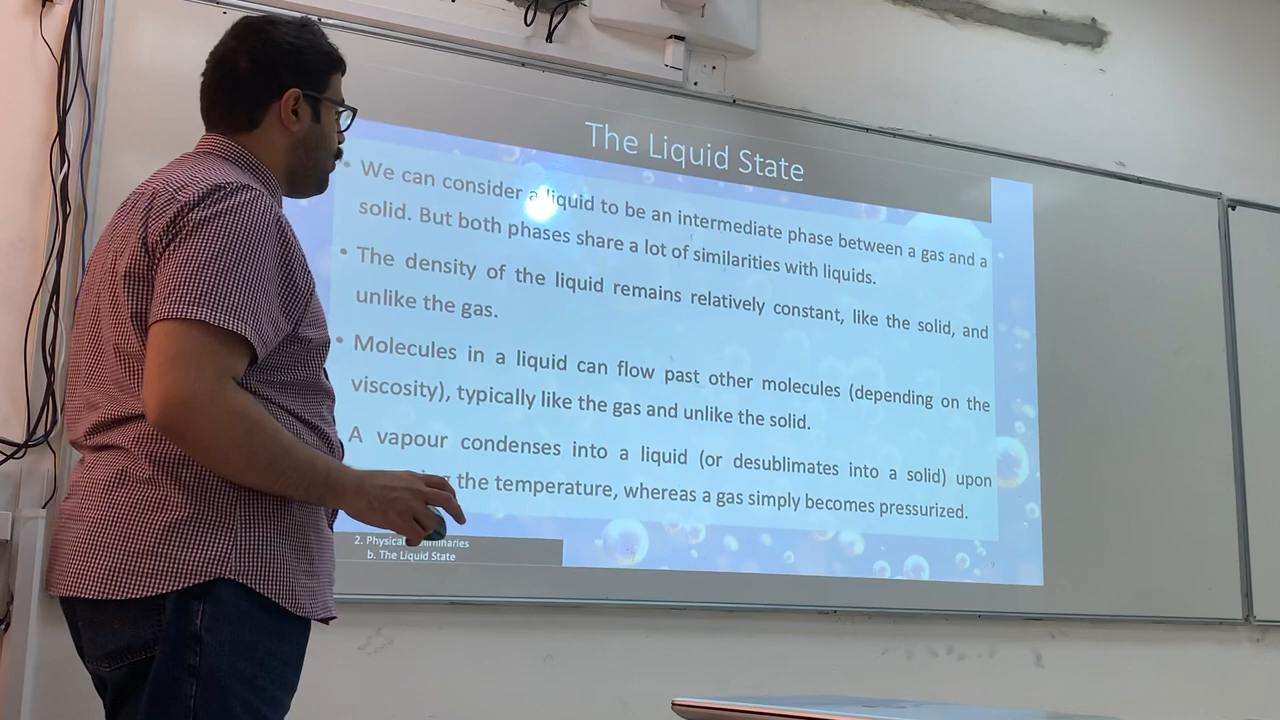 The Liquid State
• We can consider a liquid to be an intermediate phase between a gas and a
solid. But both phases share a lot of similarities with liquids.
• The density of the liquid remains relatively constant, like the solid, and
unlike the gas.
• Molecules in a liquid can flow past other molecules (depending on the
viscosity), typically like the gas and unlike the solid.
A vapour condenses into a liquid (or desublimates into a solid) upon
the temperature, whereas a gas simply becomes pressurized.
2. Physical
b. The Liquid State